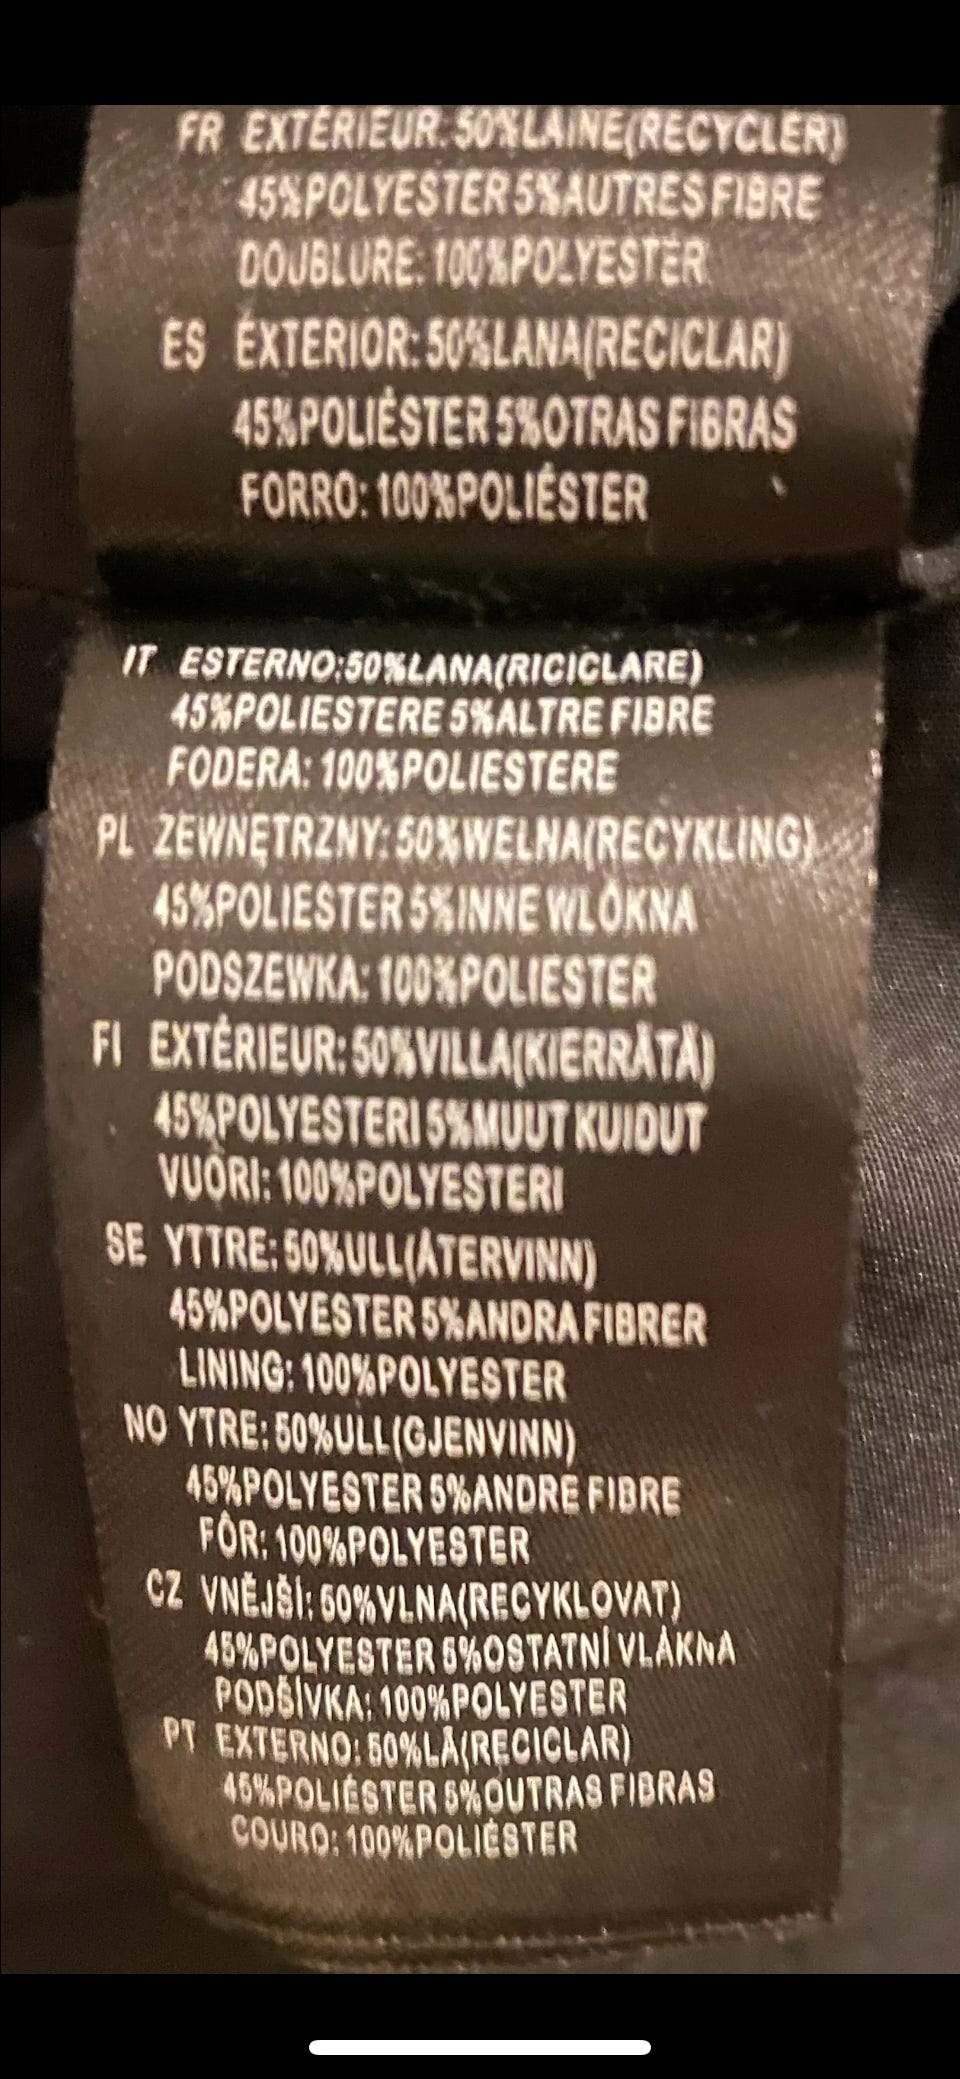 FR EXTÉRIEUR: 50%LAINE(RECYCLER)
45%POLYESTER 5%AUTRES FIBRE
DOUBLURE: 100%POLYESTER
ES ÉXTERIOR: 50%LANA(RECICLAR)
45%POLIÉSTER 5%OTRAS FIBRAS
FORRO: 100%POLIÉSTER
IT ESTERNO:50%LANA(RICICLARE)
45%POLIESTERE 5%ALTRE FIBRE
FODERA: 100%POLIESTERE
PL ZEWNĘTRZNY: 50%WELNA(RECYKLING)
45%POLIESTER 5%INNE WLÓKNA
PODSZEWKA: 100%POLIESTER
FI EXTÉRIEUR: 50%VILLA(KIERRÄTÄ)
45%POLYESTERI 5%MUUT KUIDUT
VUORI: 100%POLYESTERI
SE YTTRE: 50%ULL(ÅTERVINN)
45%POLYESTER 5%ANDRA FIBRER
LINING: 100%POLYESTER
NO YTRE: 50%ULL(GJENVINN)
45%POLYESTER 5%ANDRE FIBRE
FÔR: 100%POLYESTER
CZ VNĚJŠÍ: 50%VLNA(RECYKLOVAT)
45%POLYESTER 5%OSTATNÍ VLÁKNA
PODŠÍVKA: 100%POLYESTER
PT EXTERNO: 50%LÃ(RECICLAR)
45%POLIÉSTER 5%OUTRAS FIBRAS
COURO: 100%POLIÉSTER